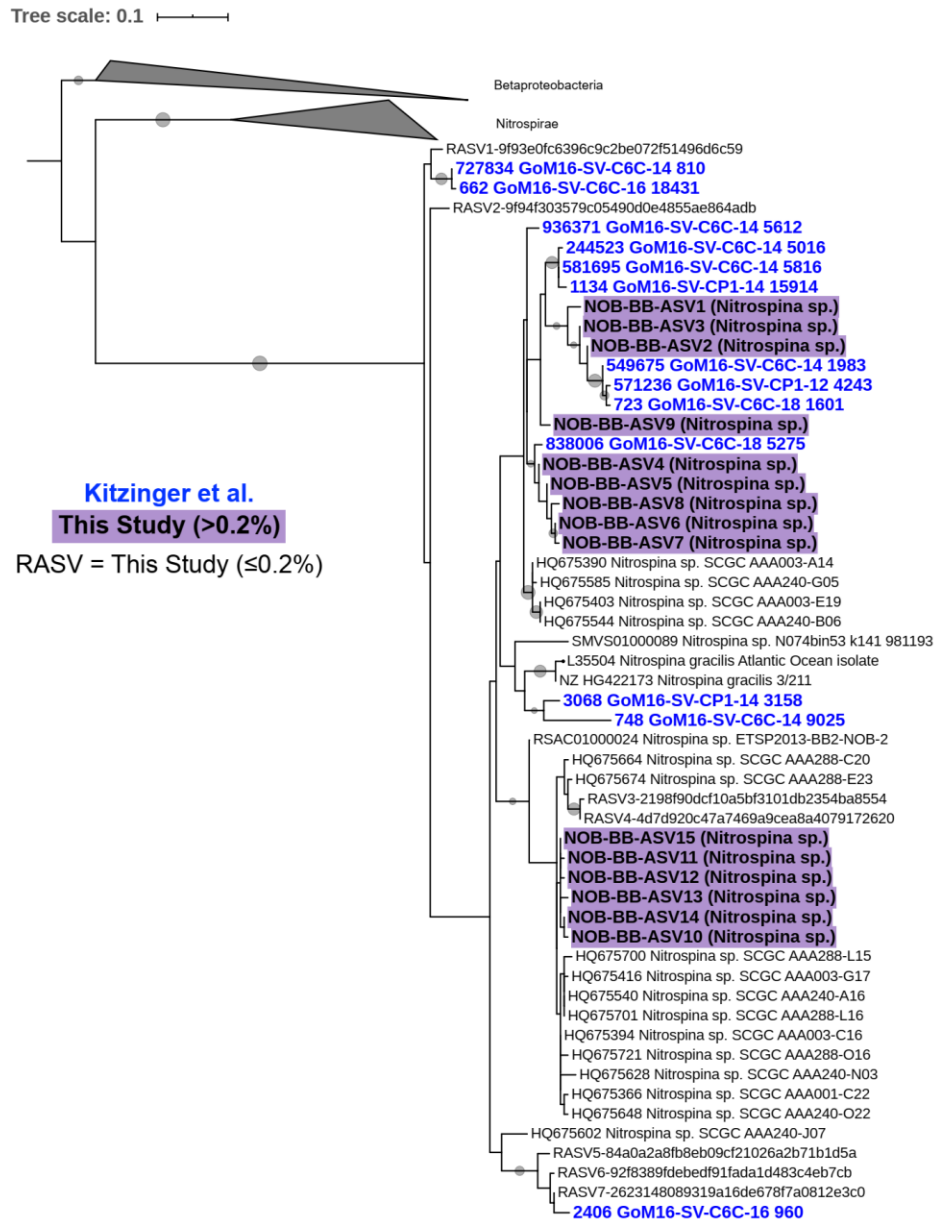 Tree scale: 0.1
Betaproteobacteria
Nitrospirae
RASV1-9f93e0fc6396c9c2be072f51496d6c59
727834 GoM16-SV-C6C-14 810
662 GoM16-SV-C6C-16 18431
RASV2-9f94f303579c05490d0e4855ae864adb
936371 GoM16-SV-C6C-14 5612
244523 GoM16-SV-C6C-14 5016
581695 GoM16-SV-C6C-14 5816
1134 GoM16-SV-CP1-14 15914
NOB-BB-ASV1 (Nitrospina sp.)
NOB-BB-ASV3 (Nitrospina sp.)
NOB-BB-ASV2 (Nitrospina sp.)
549675 GoM16-SV-C6C-14 1983
571236 GoM16-SV-CP1-12 4243
723 GoM16-SV-C6C-18 1601
NOB-BB-ASV9 (Nitrospina sp.)
838006 GoM16-SV-C6C-18 5275
NOB-BB-ASV4 (Nitrospina sp.)
NOB-BB-ASV5 (Nitrospina sp.)
NOB-BB-ASV8 (Nitrospina sp.)
NOB-BB-ASV6 (Nitrospina sp.)
NOB-BB-ASV7 (Nitrospina sp.)
Kitzinger et al.
This Study (>0.2%)
RASV = This Study (≤0.2%)
HQ675390 Nitrospina sp. SCGC AAA003-A14
HQ675585 Nitrospina sp. SCGC AAA240-G05
HQ675403 Nitrospina sp. SCGC AAA003-E19
HQ675544 Nitrospina sp. SCGC AAA240-B06
SMVS01000089 Nitrospina sp. N074bin53 k141 981193
L35504 Nitrospina gracilis Atlantic Ocean isolate
NZ HG422173 Nitrospina gracilis 3/211
3068 GoM16-SV-CP1-14 3158
748 GoM16-SV-C6C-14 9025
RSAC01000024 Nitrospina sp. ETSP2013-BB2-NOB-2
HQ675664 Nitrospina sp. SCGC AAA288-C20
HQ675674 Nitrospina sp. SCGC AAA288-E23
RASV3-2198f90dcf10a5bf3101db2354ba8554
RASV4-4d7d920c47a7469a9cea8a4079172620
NOB-BB-ASV15 (Nitrospina sp.)
NOB-BB-ASV11 (Nitrospina sp.)
NOB-BB-ASV12 (Nitrospina sp.)
NOB-BB-ASV13 (Nitrospina sp.)
NOB-BB-ASV14 (Nitrospina sp.)
NOB-BB-ASV10 (Nitrospina sp.)
HQ675700 Nitrospina sp. SCGC AAA288-L15
HQ675416 Nitrospina sp. SCGC AAA003-G17
HQ675540 Nitrospina sp. SCGC AAA240-A16
HQ675701 Nitrospina sp. SCGC AAA288-L16
HQ675394 Nitrospina sp. SCGC AAA003-C16
HQ675721 Nitrospina sp. SCGC AAA288-O16
HQ675628 Nitrospina sp. SCGC AAA240-N03
HQ675366 Nitrospina sp. SCGC AAA001-C22
HQ675648 Nitrospina sp. SCGC AAA240-O22
HQ675602 Nitrospina sp. SCGC AAA240-J07
RASV5-84a0a2a8fb8eb09cf21026a2b71b1d5a
RASV6-92f8389fdebedf91fada1d483c4eb7cb
RASV7-2623148089319a16de678f7a0812e3c0
2406 GoM16-SV-C6C-16 960